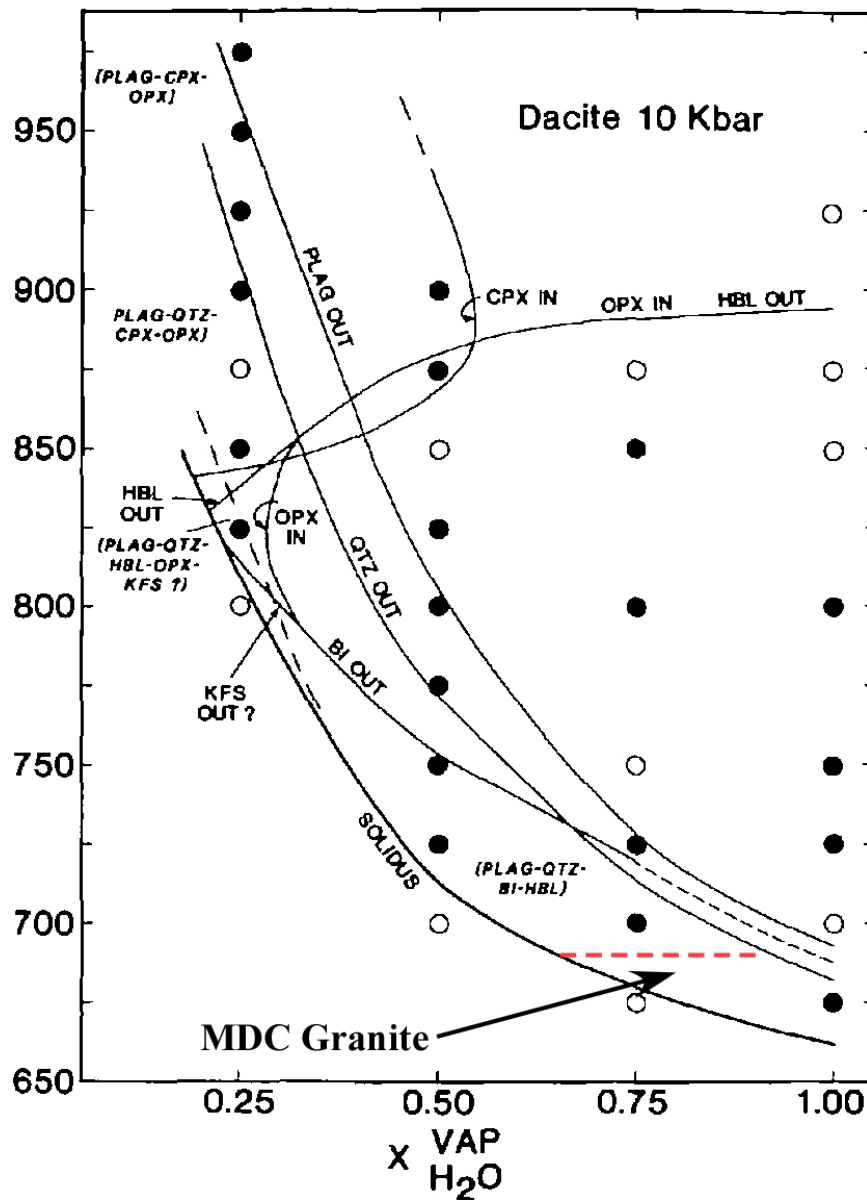 [PLAG-CPX-
OPX]
Dacite 10 Kbar
950
PLAG OUT
900
CPX IN
OPX IN
HBL OUT
PLAG-QTZ-
CPX-OPX]
850
HBL
OUT
OPX
IN
[PLAG-QTZ-
HBL-OPX-
KFS ?]
QTZ OUT
800
BI OUT
KFS
OUT ?
750
SOLIDUS
[PLAG-QTZ-
BI-HBL]
700
MDC Granite
650
0.25
0.50
0.75
1.00
X VAP
H2O